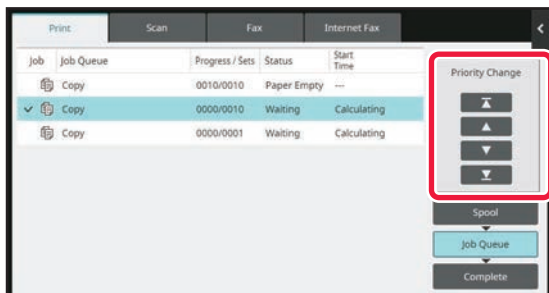 Print Scan Fax Internet Fax
Job Job Queue Progress / Sets Status Start Time
Copy 0010/0010 Paper Empty ---
Copy 0000/0010 Waiting Calculating
Copy 0000/0001 Waiting Calculating
Priority Change
Spool
Job Queue
Complete